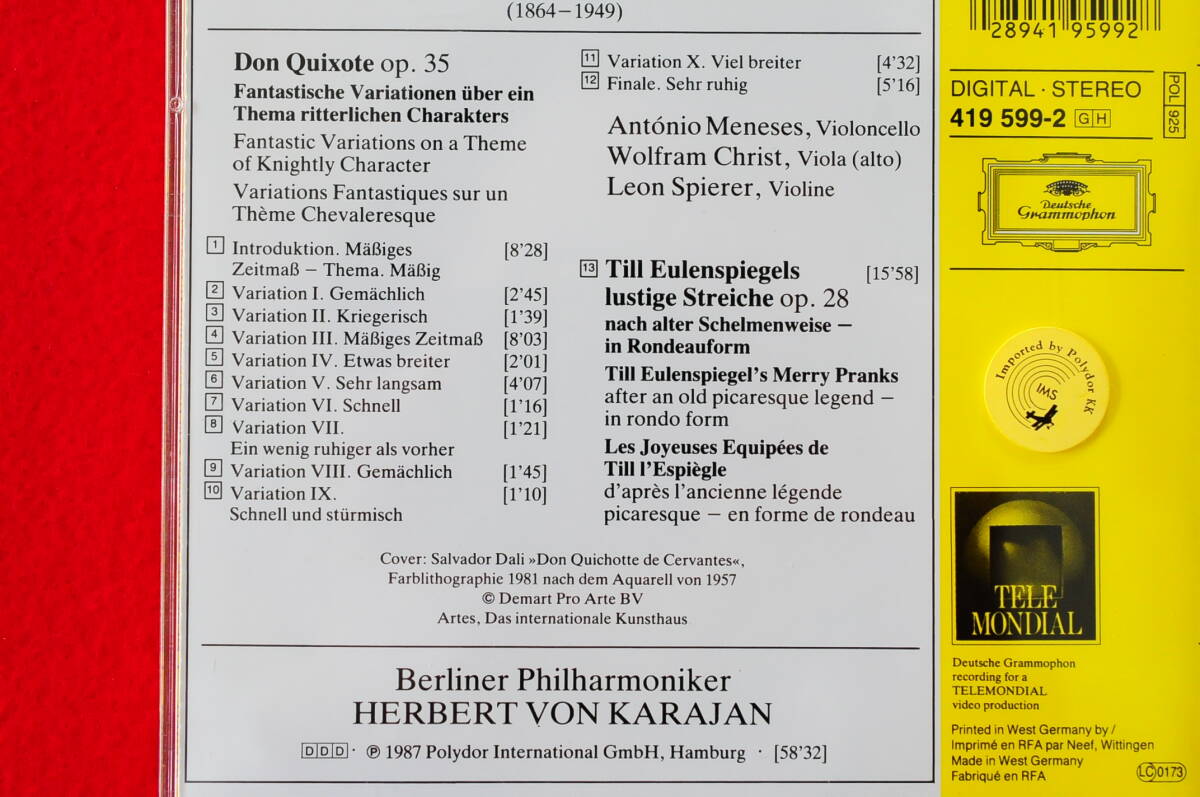 (1864–1949)
Don Quixote op. 35
Fantastische Variationen über ein
Thema ritterlichen Charakters
Fantastic Variations on a Theme
of Knightly Character
Variations Fantastiques sur un
Thème Chevaleresque
1 Introduktion. Mäßiges [8'28]
Zeitmaß – Thema. Mäßig
2 Variation I. Gemächlich [2'45]
3 Variation II. Kriegerisch [1'39]
4 Variation III. Mäßiges Zeitmaß [8'03]
5 Variation IV. Etwas breiter [2'01]
6 Variation V. Sehr langsam [4'07]
7 Variation VI. Schnell [1'16]
8 Variation VII. [1'21]
Ein wenig ruhiger als vorher
9 Variation VIII. Gemächlich [1'45]
10 Variation IX. [1'10]
Schnell und stürmisch
11 Variation X. Viel breiter [4'32]
12 Finale. Sehr ruhig [5'16]
António Meneses, Violoncello
Wolfram Christ, Viola (alto)
Leon Spierer, Violine
13 Till Eulenspiegels [15'58]
lustige Streiche op. 28
nach alter Schelmenweise –
in Rondeauform
Till Eulenspiegel's Merry Pranks
after an old picaresque legend –
in rondo form
Les Joyeuses Equipées de
Till l'Espiègle
d'après l'ancienne légende
picaresque – en forme de rondeau
Cover: Salvador Dali »Don Quichotte de Cervantes«,
Farblithographie 1981 nach dem Aquarell von 1957
© Demart Pro Arte BV
Artes, Das internationale Kunsthaus
Berliner Philharmoniker
HERBERT VON KARAJAN
DDD · ℗ 1987 Polydor International GmbH, Hamburg · [58'32]
28941 95992
DIGITAL · STEREO
419 599-2 GH
POL 925
Deutsche
Grammophon
Imported by Polydor KK
IMS
TELE
MONDIAL
Deutsche Grammophon
recording for a
TELEMONDIAL
video production
Printed in West Germany by /
Imprimé en RFA par Neef, Wittingen
Made in West Germany
Fabriqué en RFA
LC 0173